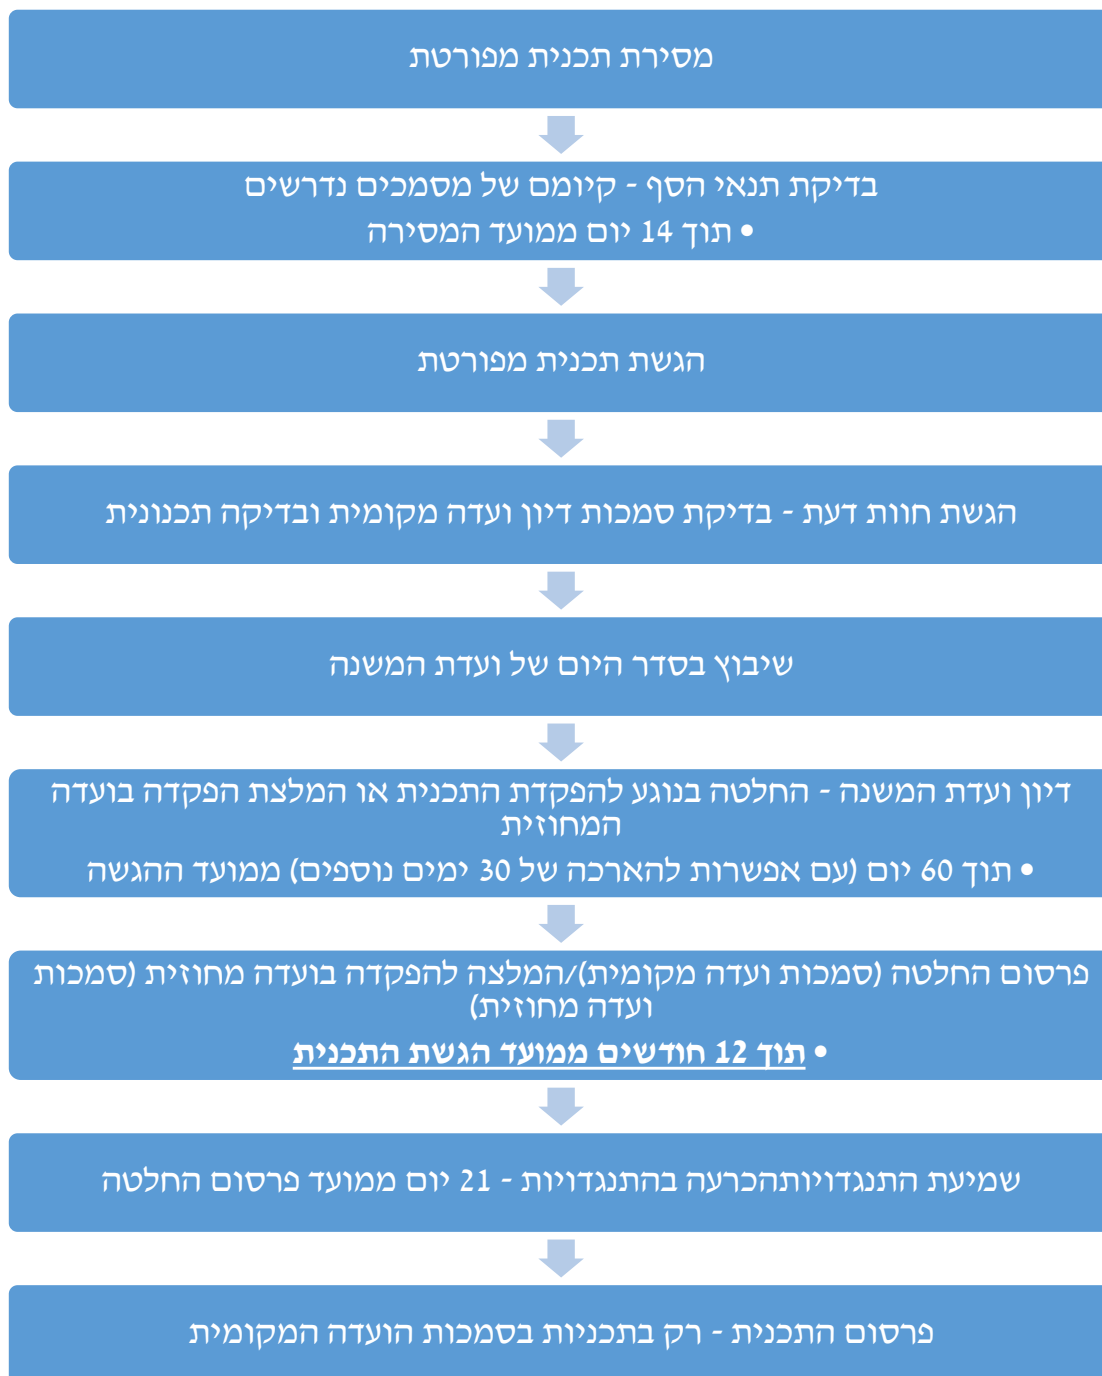 מסירת תכנית מפורטת
בדיקת תנאי הסף - קיומם של מסמכים נדרשים
• תוך 14 יום ממועד המסירה
הגשת תכנית מפורטת
הגשת חוות דעת - בדיקת סמכות דיון ועדה מקומית ובדיקה תכנונית
שיבוץ בסדר היום של ועדת המשנה
דיון ועדת המשנה - החלטה בנוגע להפקדת התכנית או המלצת הפקדה בועדה
המחוזית
• תוך 60 יום (עם אפשרות להארכה של 30 ימים נוספים) ממועד ההגשה
פרסום החלטה (סמכות ועדה מקומית)/המלצה להפקדה בועדה מחוזית (סמכות
ועדה מחוזית)
• תוך 12 חודשים ממועד הגשת התכנית
שמיעת התנגדויותהכרעה בהתנגדויות - 21 יום ממועד פרסום החלטה
פרסום התכנית - רק בתכניות בסמכות הועדה המקומית